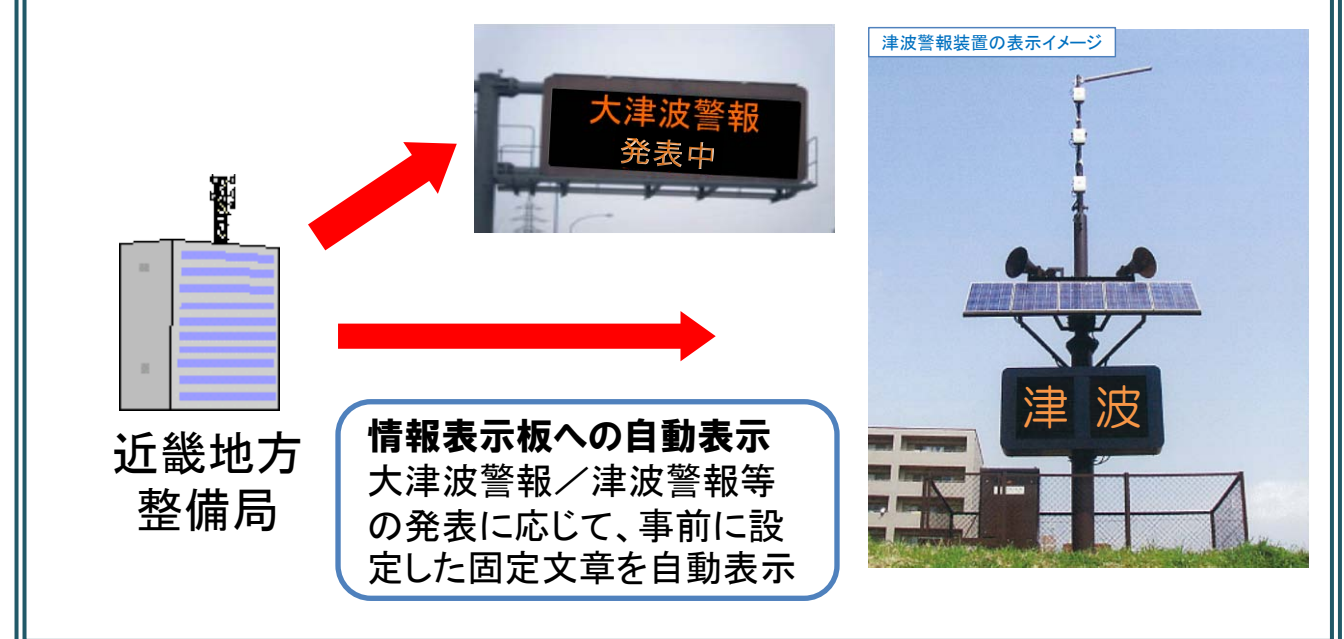 津波警報装置の表示イメージ
大津波警報
発表中
津波
近畿地方
整備局
情報表示板への自動表示
大津波警報／津波警報等
の発表に応じて、事前に設
定した固定文章を自動表示